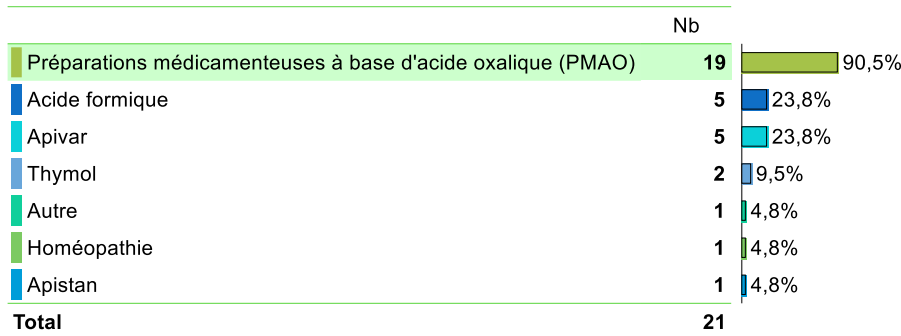 Nb
Préparations médicamenteuses à base d'acide oxalique (PMAO) 19 90,5%
Acide formique 5 23,8%
Apivar 5 23,8%
Thymol 2 9,5%
Autre 1 4,8%
Homéopathie 1 4,8%
Apistan 1 4,8%
Total 21